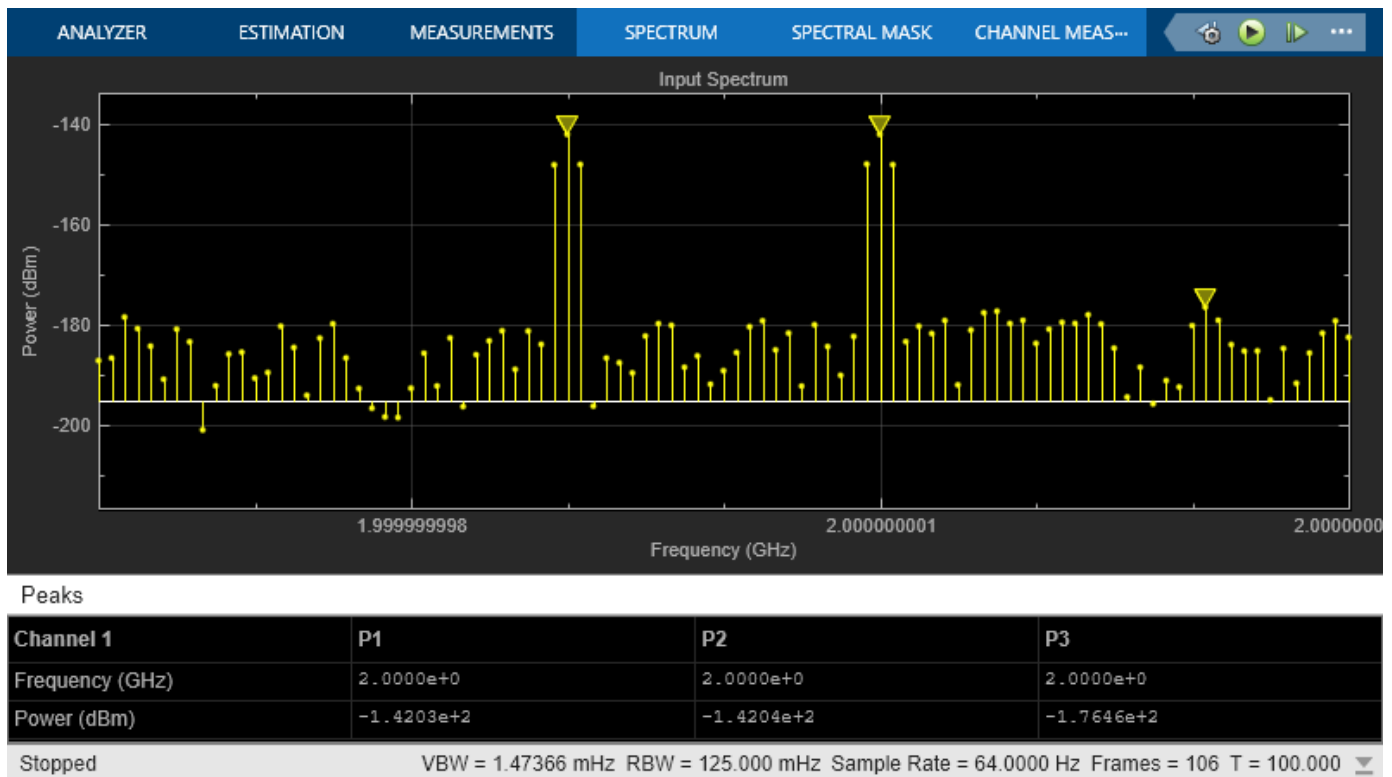 ANALYZER ESTIMATION MEASUREMENTS SPECTRUM SPECTRAL MASK CHANNEL MEAS···
Input Spectrum
-140
-160
-180
-200
Power (dBm)
1.999999998 2.000000001 2.0000000
Frequency (GHz)
Peaks
Channel 1 P1 P2 P3
Frequency (GHz) 2.0000e+0 2.0000e+0 2.0000e+0
Power (dBm) -1.4203e+2 -1.4204e+2 -1.7646e+2
Stopped VBW = 1.47366 mHz RBW = 125.000 mHz Sample Rate = 64.0000 Hz Frames = 106 T = 100.000